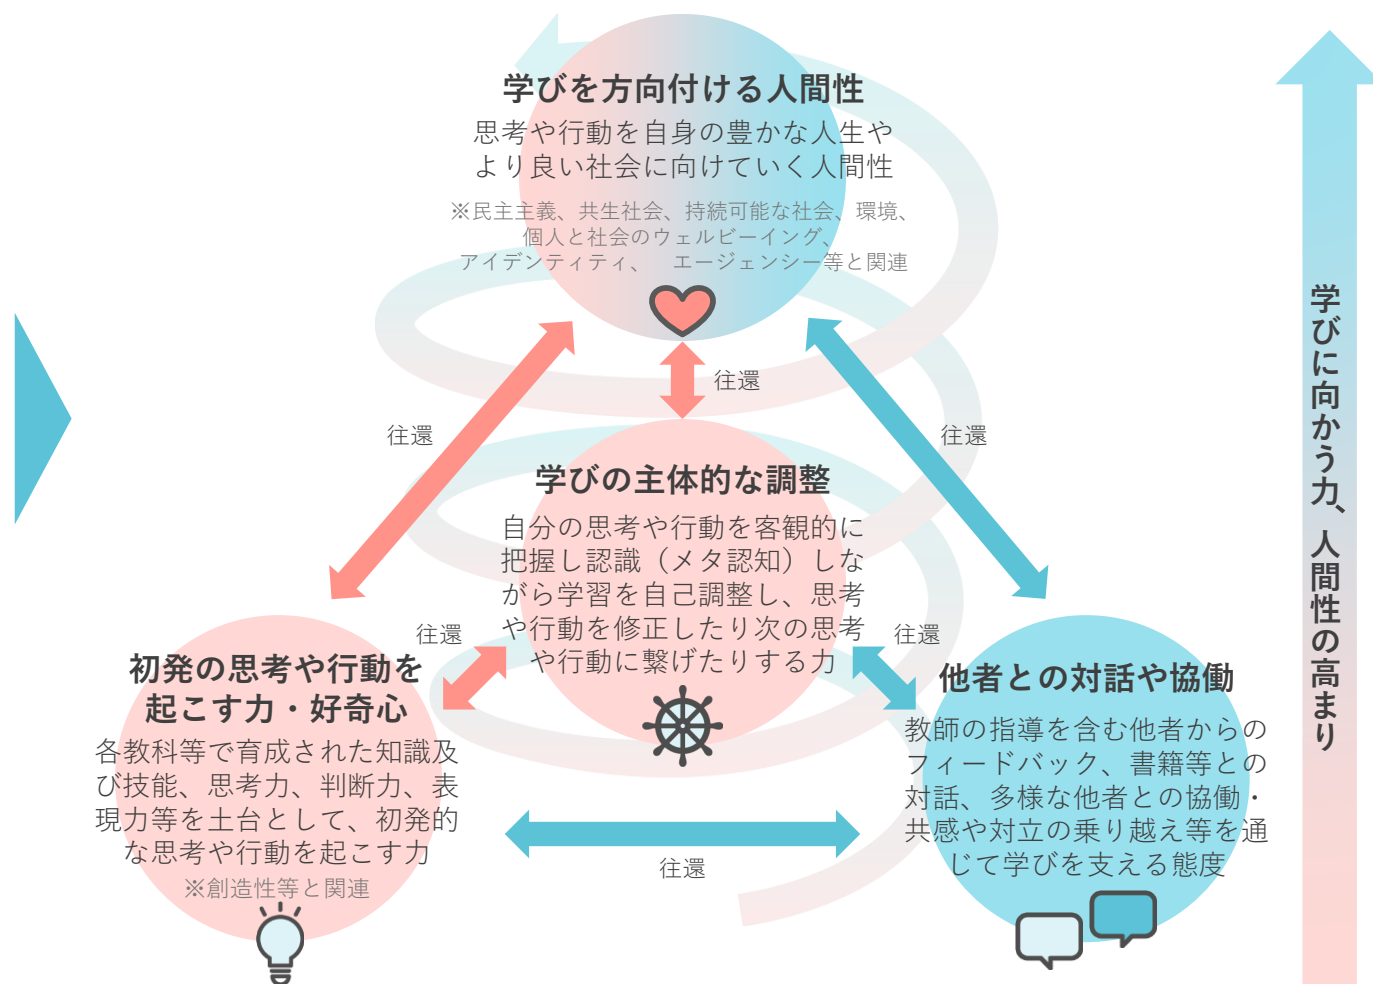 学びを方向付ける人間性
思考や行動を自身の豊かな人生や
より良い社会に向けていく人間性
※民主主義、共生社会、持続可能な社会、環境、
個人と社会のウェルビーイング、
アイデンティティ、　エージェンシー等と関連
往還
往還
往還
学びの主体的な調整
自分の思考や行動を客観的に
把握し認識（メタ認知）しな
がら学習を自己調整し、思考
や行動を修正したり次の思考
や行動に繋げたりする力
往還
往還
初発の思考や行動を
起こす力・好奇心
各教科等で育成された知識及
び技能、思考力、判断力、表
現力等を土台として、初発的
な思考や行動を起こす力
※創造性等と関連
往還
他者との対話や協働
教師の指導を含む他者からの
フィードバック、書籍等との
対話、多様な他者との協働・
共感や対立の乗り越え等を通
じて学びを支える態度
学びに向かう力、人間性の高まり